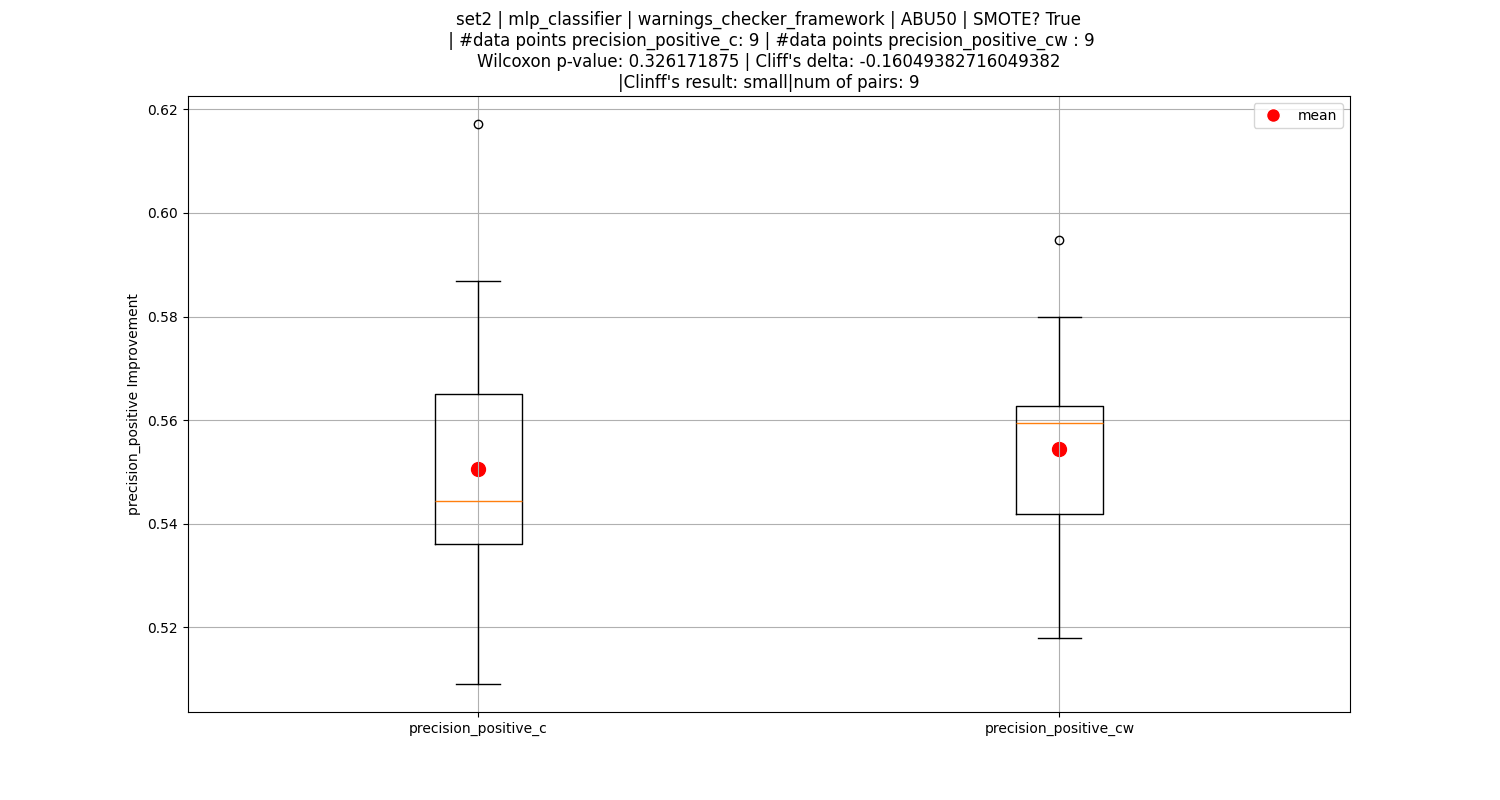 set2 | mlp_classifier | warnings_checker_framework | ABU50 | SMOTE? True
| #data points precision_positive_c: 9 | #data points precision_positive_cw : 9
Wilcoxon p-value: 0.326171875 | Cliff's delta: -0.16049382716049382
|Clinff's result: small|num of pairs: 9
mean
precision_positive Improvement
0.62
0.60
0.58
0.56
0.54
0.52
precision_positive_c
precision_positive_cw